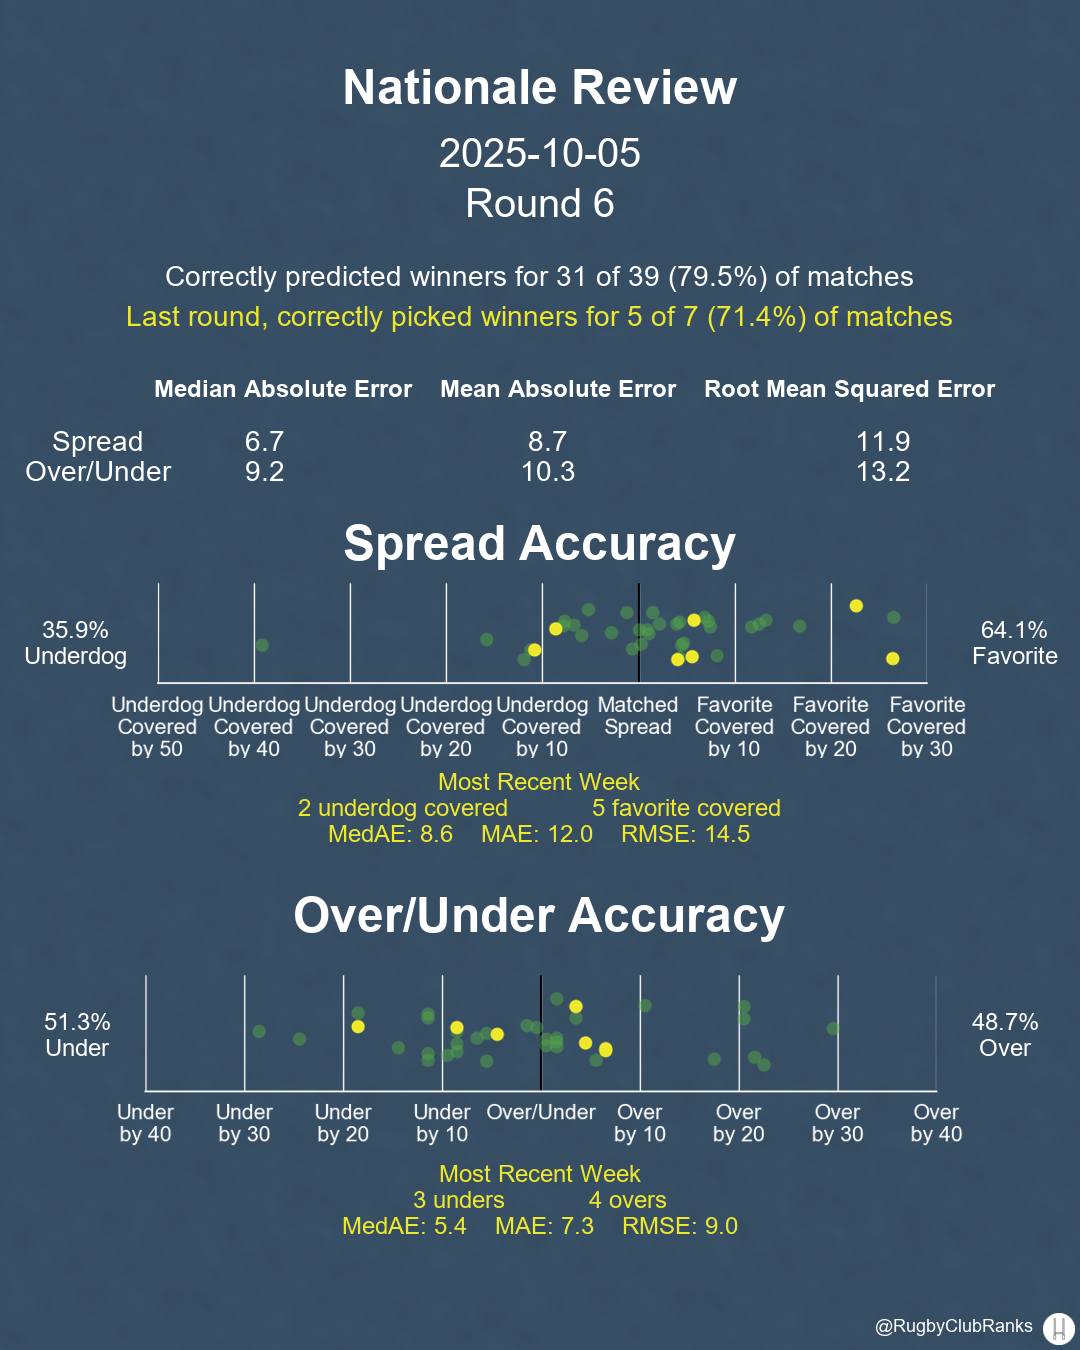 Nationale Review
2025-10-05
Round 6
Correctly predicted winners for 31 of 39 (79.5%) of matches
Last round, correctly picked winners for 5 of 7 (71.4%) of matches
Median Absolute Error Mean Absolute Error Root Mean Squared Error
Spread 6.7 8.7 11.9
Over/Under 9.2 10.3 13.2
Spread Accuracy
35.9% Underdog
64.1% Favorite
Underdog Covered by 50
Underdog Covered by 40
Underdog Covered by 30
Underdog Covered by 20
Underdog Covered by 10
Matched Spread
Favorite Covered by 10
Favorite Covered by 20
Favorite Covered by 30
Most Recent Week
2 underdog covered 5 favorite covered
MedAE: 8.6 MAE: 12.0 RMSE: 14.5
Over/Under Accuracy
51.3% Under
48.7% Over
Under by 40
Under by 30
Under by 20
Under by 10
Over/Under
Over by 10
Over by 20
Over by 30
Over by 40
Most Recent Week
3 unders 4 overs
MedAE: 5.4 MAE: 7.3 RMSE: 9.0
@RugbyClubRanks